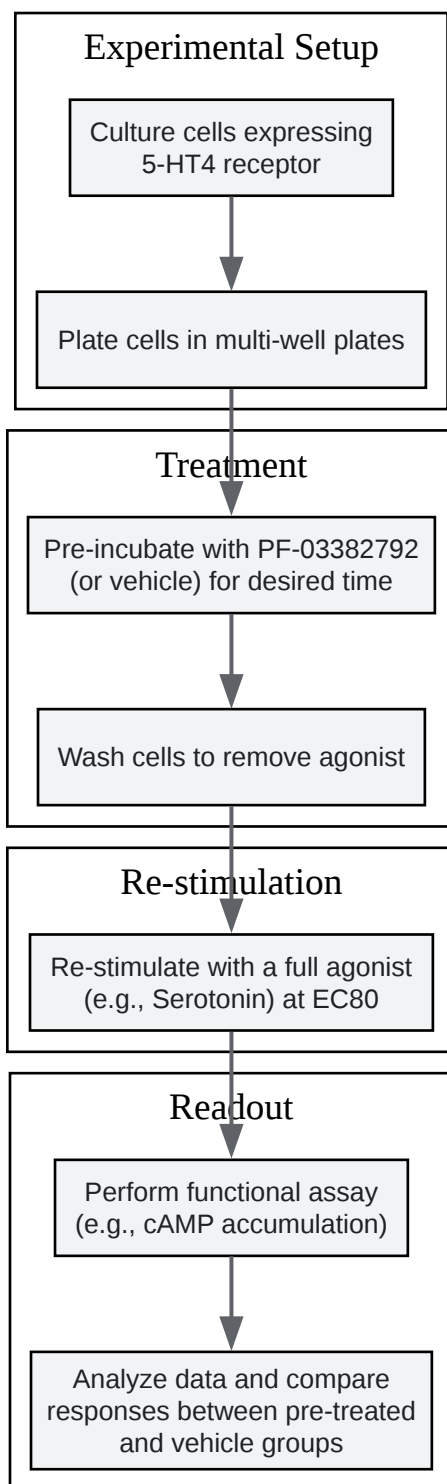 Experimental Setup
Culture cells expressing
5-HT4 receptor
Plate cells in multi-well plates
Treatment
Pre-incubate with PF-03382792
(or vehicle) for desired time
Wash cells to remove agonist
Re-stimulation
Re-stimulate with a full agonist
(e.g., Serotonin) at EC80
Readout
Perform functional assay
(e.g., cAMP accumulation)
Analyze data and compare
responses between pre-treated
and vehicle groups